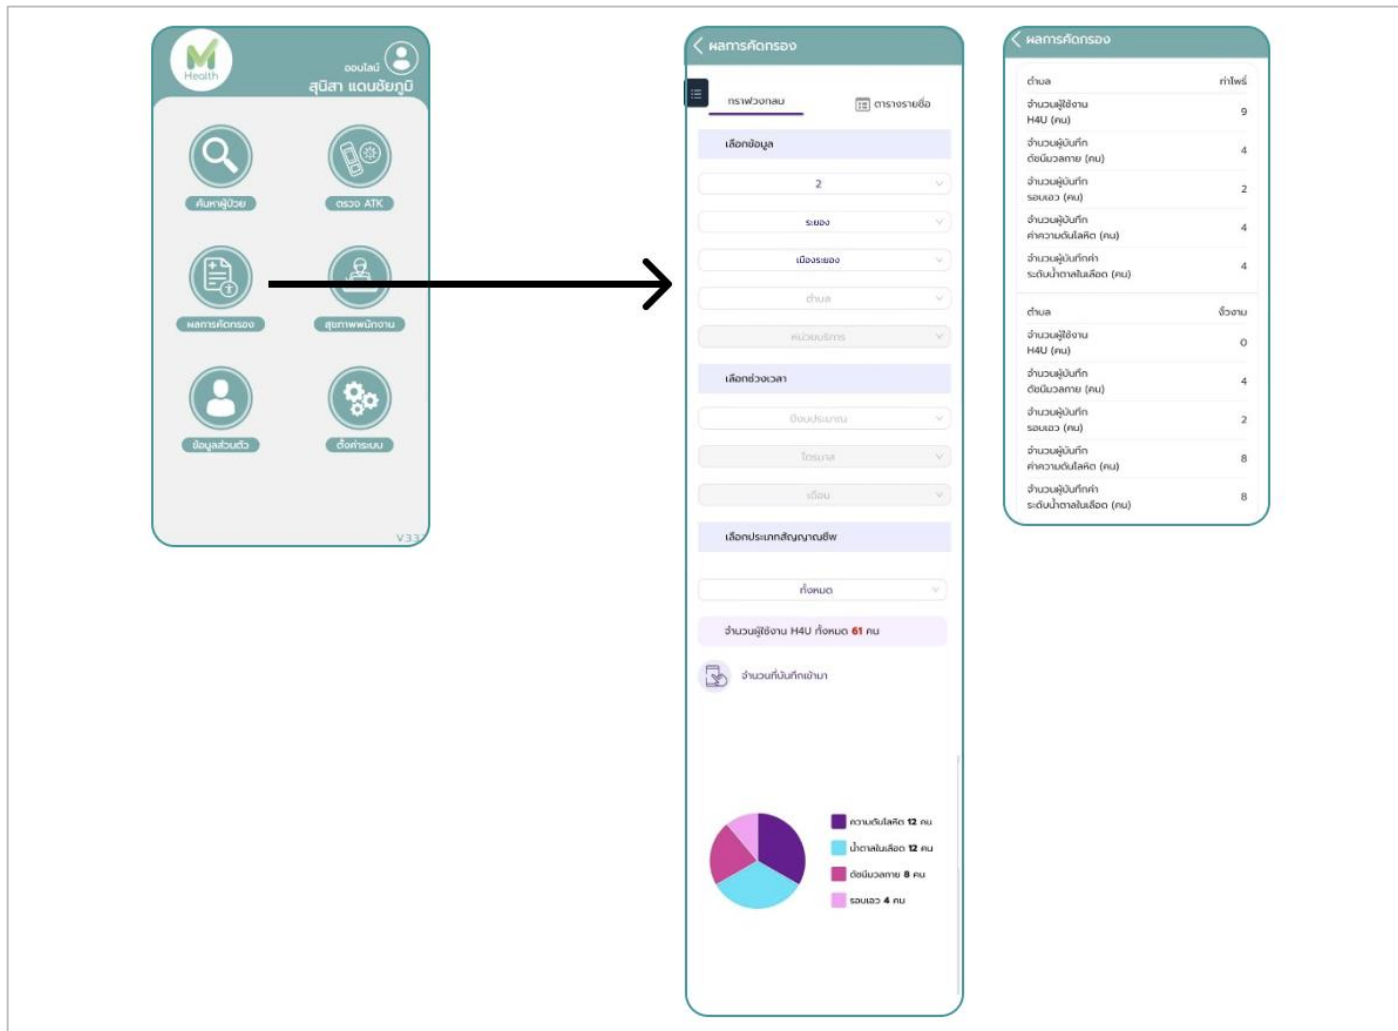 M
Health
ออนไลน์
สุนิสา แดนชัยภูมิ
ค้นหาผู้ป่วย
ตรวจ ATK
ผลการคัดกรอง
สุขภาพพนักงาน
ข้อมูลส่วนตัว
ตั้งค่าระบบ
V.33
ผลการคัดกรอง
กราฟวงกลม
ตารางรายชื่อ
เลือกข้อมูล
2
ระยอง
เมืองระยอง
ตำบล
หน่วยบริการ
เลือกช่วงเวลา
ปีงบประมาณ
ไตรมาส
เดือน
เลือกประเภทสัญญาณชีพ
ทั้งหมด
จำนวนผู้ใช้งาน H4U ทั้งหมด 61 คน
จำนวนที่บันทึกเข้ามา
ความดันโลหิต 12 คน
น้ำตาลในเลือด 12 คน
ดัชนีมวลกาย 8 คน
รอบเอว 4 คน
ผลการคัดกรอง
ตำบล ท่าโพธิ์
จำนวนผู้ใช้งาน
H4U (คน) 9
จำนวนผู้บันทึก
ดัชนีมวลกาย (คน) 4
จำนวนผู้บันทึก
รอบเอว (คน) 2
จำนวนผู้บันทึก
ค่าความดันโลหิต (คน) 4
จำนวนผู้บันทึกค่า
ระดับน้ำตาลในเลือด (คน) 4
ตำบล งิ้วงาม
จำนวนผู้ใช้งาน
H4U (คน) 0
จำนวนผู้บันทึก
ดัชนีมวลกาย (คน) 4
จำนวนผู้บันทึก
รอบเอว (คน) 2
จำนวนผู้บันทึก
ค่าความดันโลหิต (คน) 8
จำนวนผู้บันทึกค่า
ระดับน้ำตาลในเลือด (คน) 8